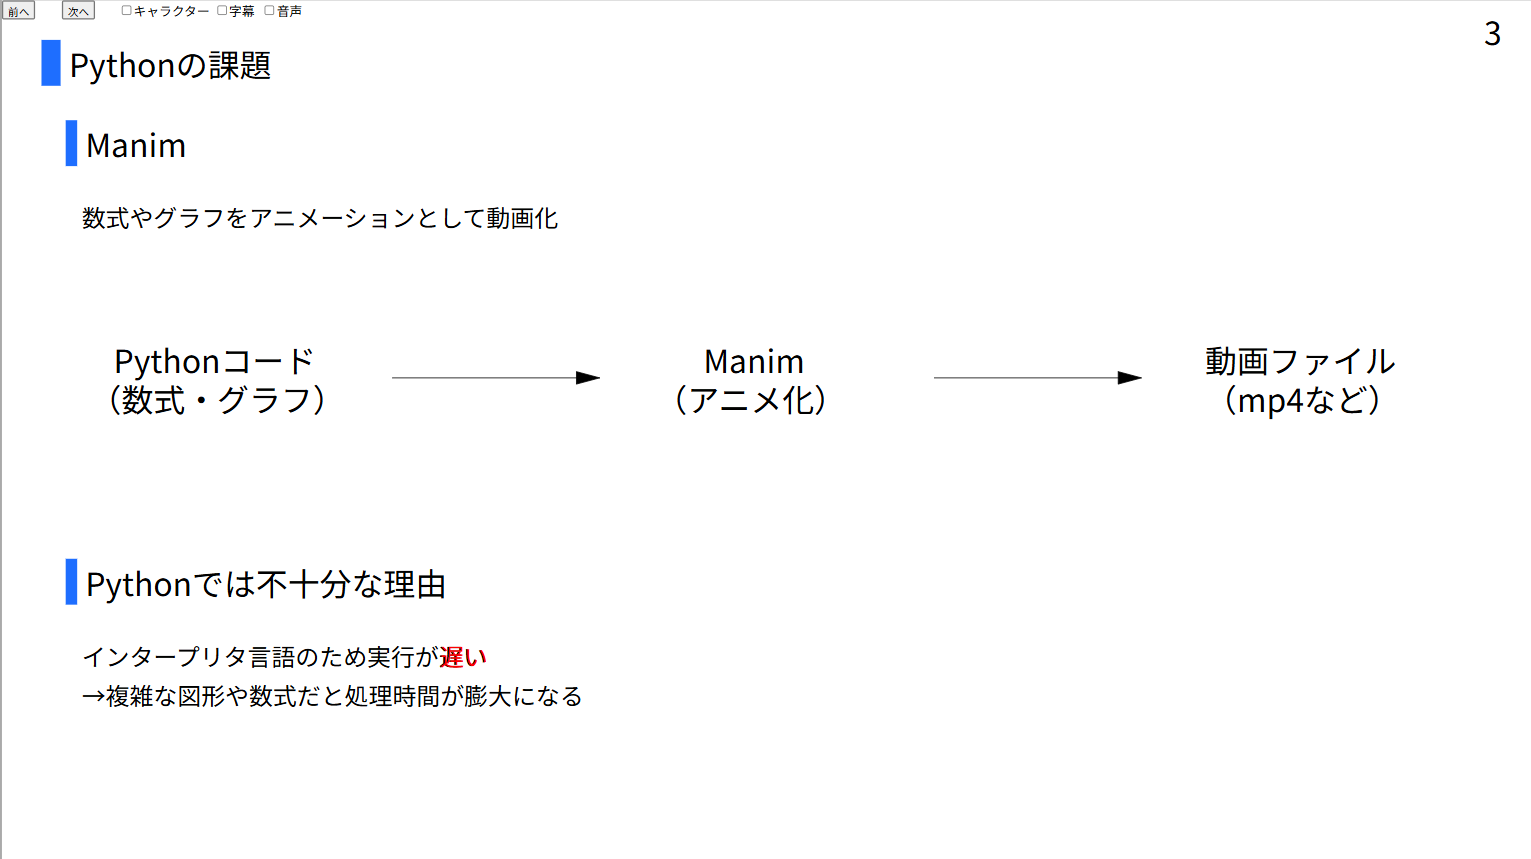 前へ 次へ キャラクター 字幕 音声
3
Pythonの課題
Manim
数式やグラフをアニメーションとして動画化
Pythonコード
（数式・グラフ）
Manim
（アニメ化）
動画ファイル
（mp4など）
Pythonでは不十分な理由
インタープリタ言語のため実行が遅い
→複雑な図形や数式だと処理時間が膨大になる